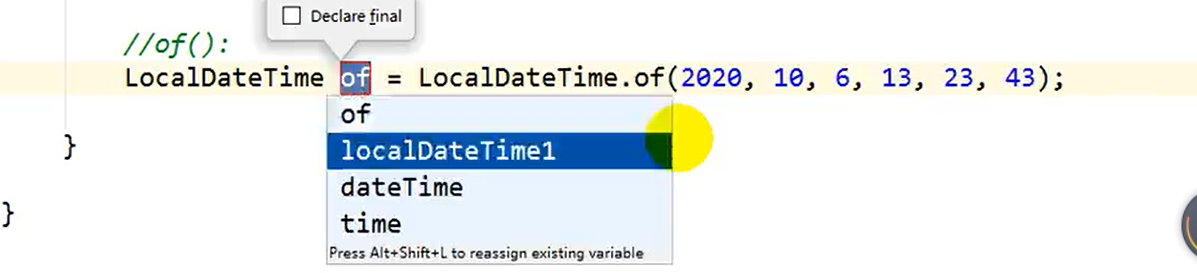 Declare final
//of():
LocalDateTime of = LocalDateTime.of(2020, 10, 6, 13, 23, 43);
of
localDateTime1
}
dateTime
}
time
Press Alt+Shift+L to reassign existing variable